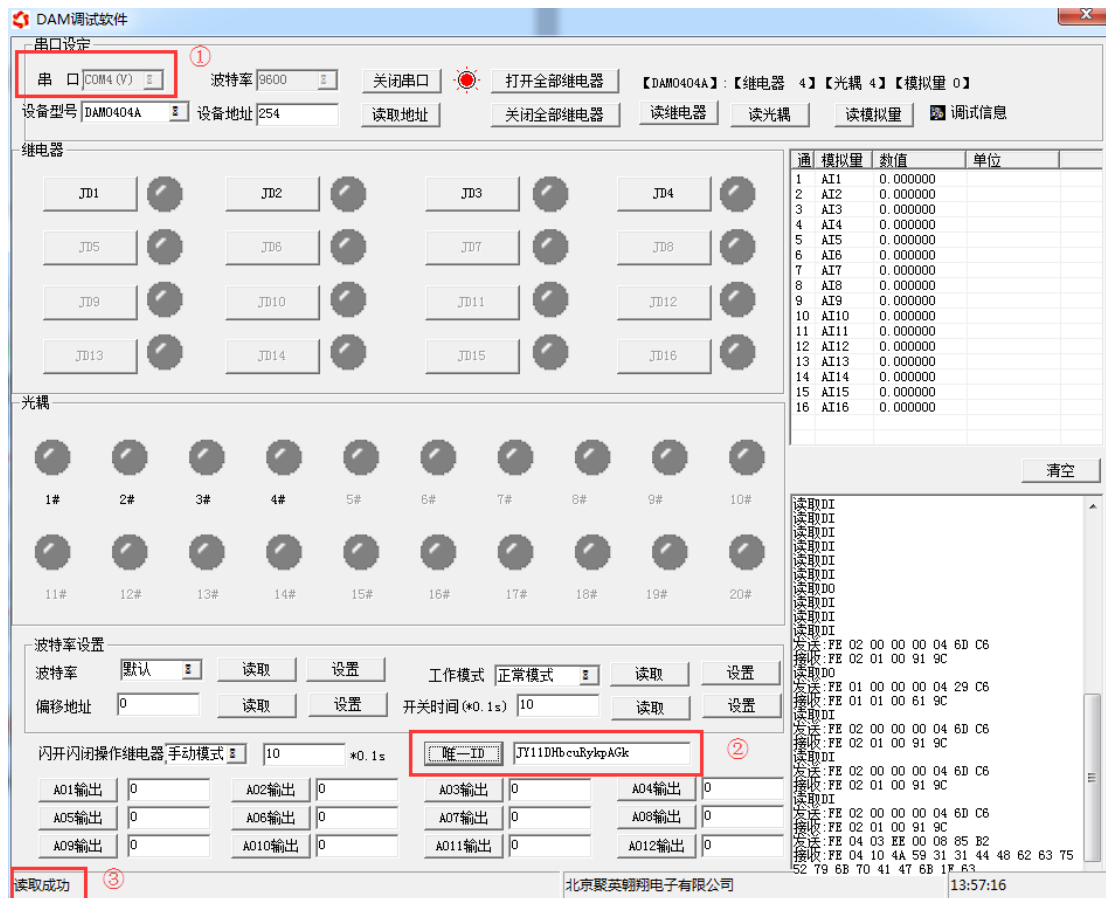 DAM调试软件
串口设定
①
串 口 COM4 (V) 波特率 9600 关闭串口 打开全部继电器 【DAM0404A】:【继电器 4】【光耦 4】【模拟量 0】
设备型号 DAM0404A 设备地址 254 读取地址 关闭全部继电器 读继电器 读光耦 读模拟量 调试信息
继电器
JD1 JD2 JD3 JD4
JD5 JD6 JD7 JD8
JD9 JD10 JD11 JD12
JD13 JD14 JD15 JD16
通 模拟量 数值 单位
1 AI1 0.000000
2 AI2 0.000000
3 AI3 0.000000
4 AI4 0.000000
5 AI5 0.000000
6 AI6 0.000000
7 AI7 0.000000
8 AI8 0.000000
9 AI9 0.000000
10 AI10 0.000000
11 AI11 0.000000
12 AI12 0.000000
13 AI13 0.000000
14 AI14 0.000000
15 AI15 0.000000
16 AI16 0.000000
光耦
1# 2# 3# 4# 5# 6# 7# 8# 9# 10#
11# 12# 13# 14# 15# 16# 17# 18# 19# 20#
清空
读取DI
读取DI
读取DI
读取DI
读取DI
读取DI
读取DO
读取DI
读取DI
读取DI
发送:FE 02 00 00 00 04 6D C6
接收:FE 02 01 00 91 9C
读取DO
发送:FE 01 00 00 00 04 29 C6
接收:FE 01 01 00 61 9C
读取DI
发送:FE 02 00 00 00 04 6D C6
接收:FE 02 01 00 91 9C
读取DI
发送:FE 02 00 00 00 04 6D C6
接收:FE 02 01 00 91 9C
读取DI
发送:FE 02 00 00 00 04 6D C6
接收:FE 02 01 00 91 9C
发送:FE 04 03 EE 00 08 85 B2
接收:FE 04 10 4A 59 31 31 44 48 62 63 75
52 79 6B 70 41 47 6B 1F 63
波特率设置
波特率 默认 读取 设置 工作模式 正常模式 读取 设置
偏移地址 0 读取 设置 开关时间(*0.1s) 10 读取 设置
闪开闪闭操作继电器 手动模式 10 *0.1s 唯一ID JY11DHbcuRykpAGk ②
AO1输出 0 AO2输出 0 AO3输出 0 AO4输出 0
AO5输出 0 AO6输出 0 AO7输出 0 AO8输出 0
AO9输出 0 AO10输出 0 AO11输出 0 AO12输出 0
读取成功 ③ 北京聚英翱翔电子有限公司 13:57:16